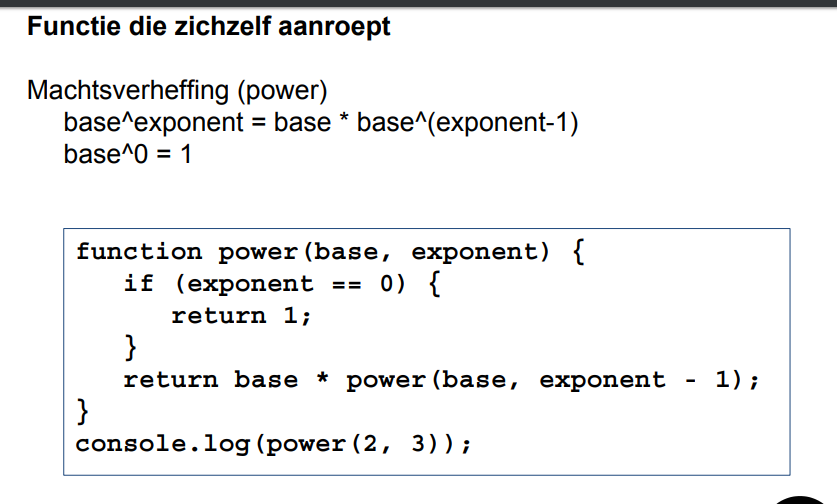 Functie die zichzelf aanroept
Machtsverheffing (power)
base^exponent = base * base^(exponent-1)
base^0 = 1
function power(base, exponent) {
if (exponent == 0) {
return 1;
}
return base * power(base, exponent - 1);
}
console.log(power(2, 3));